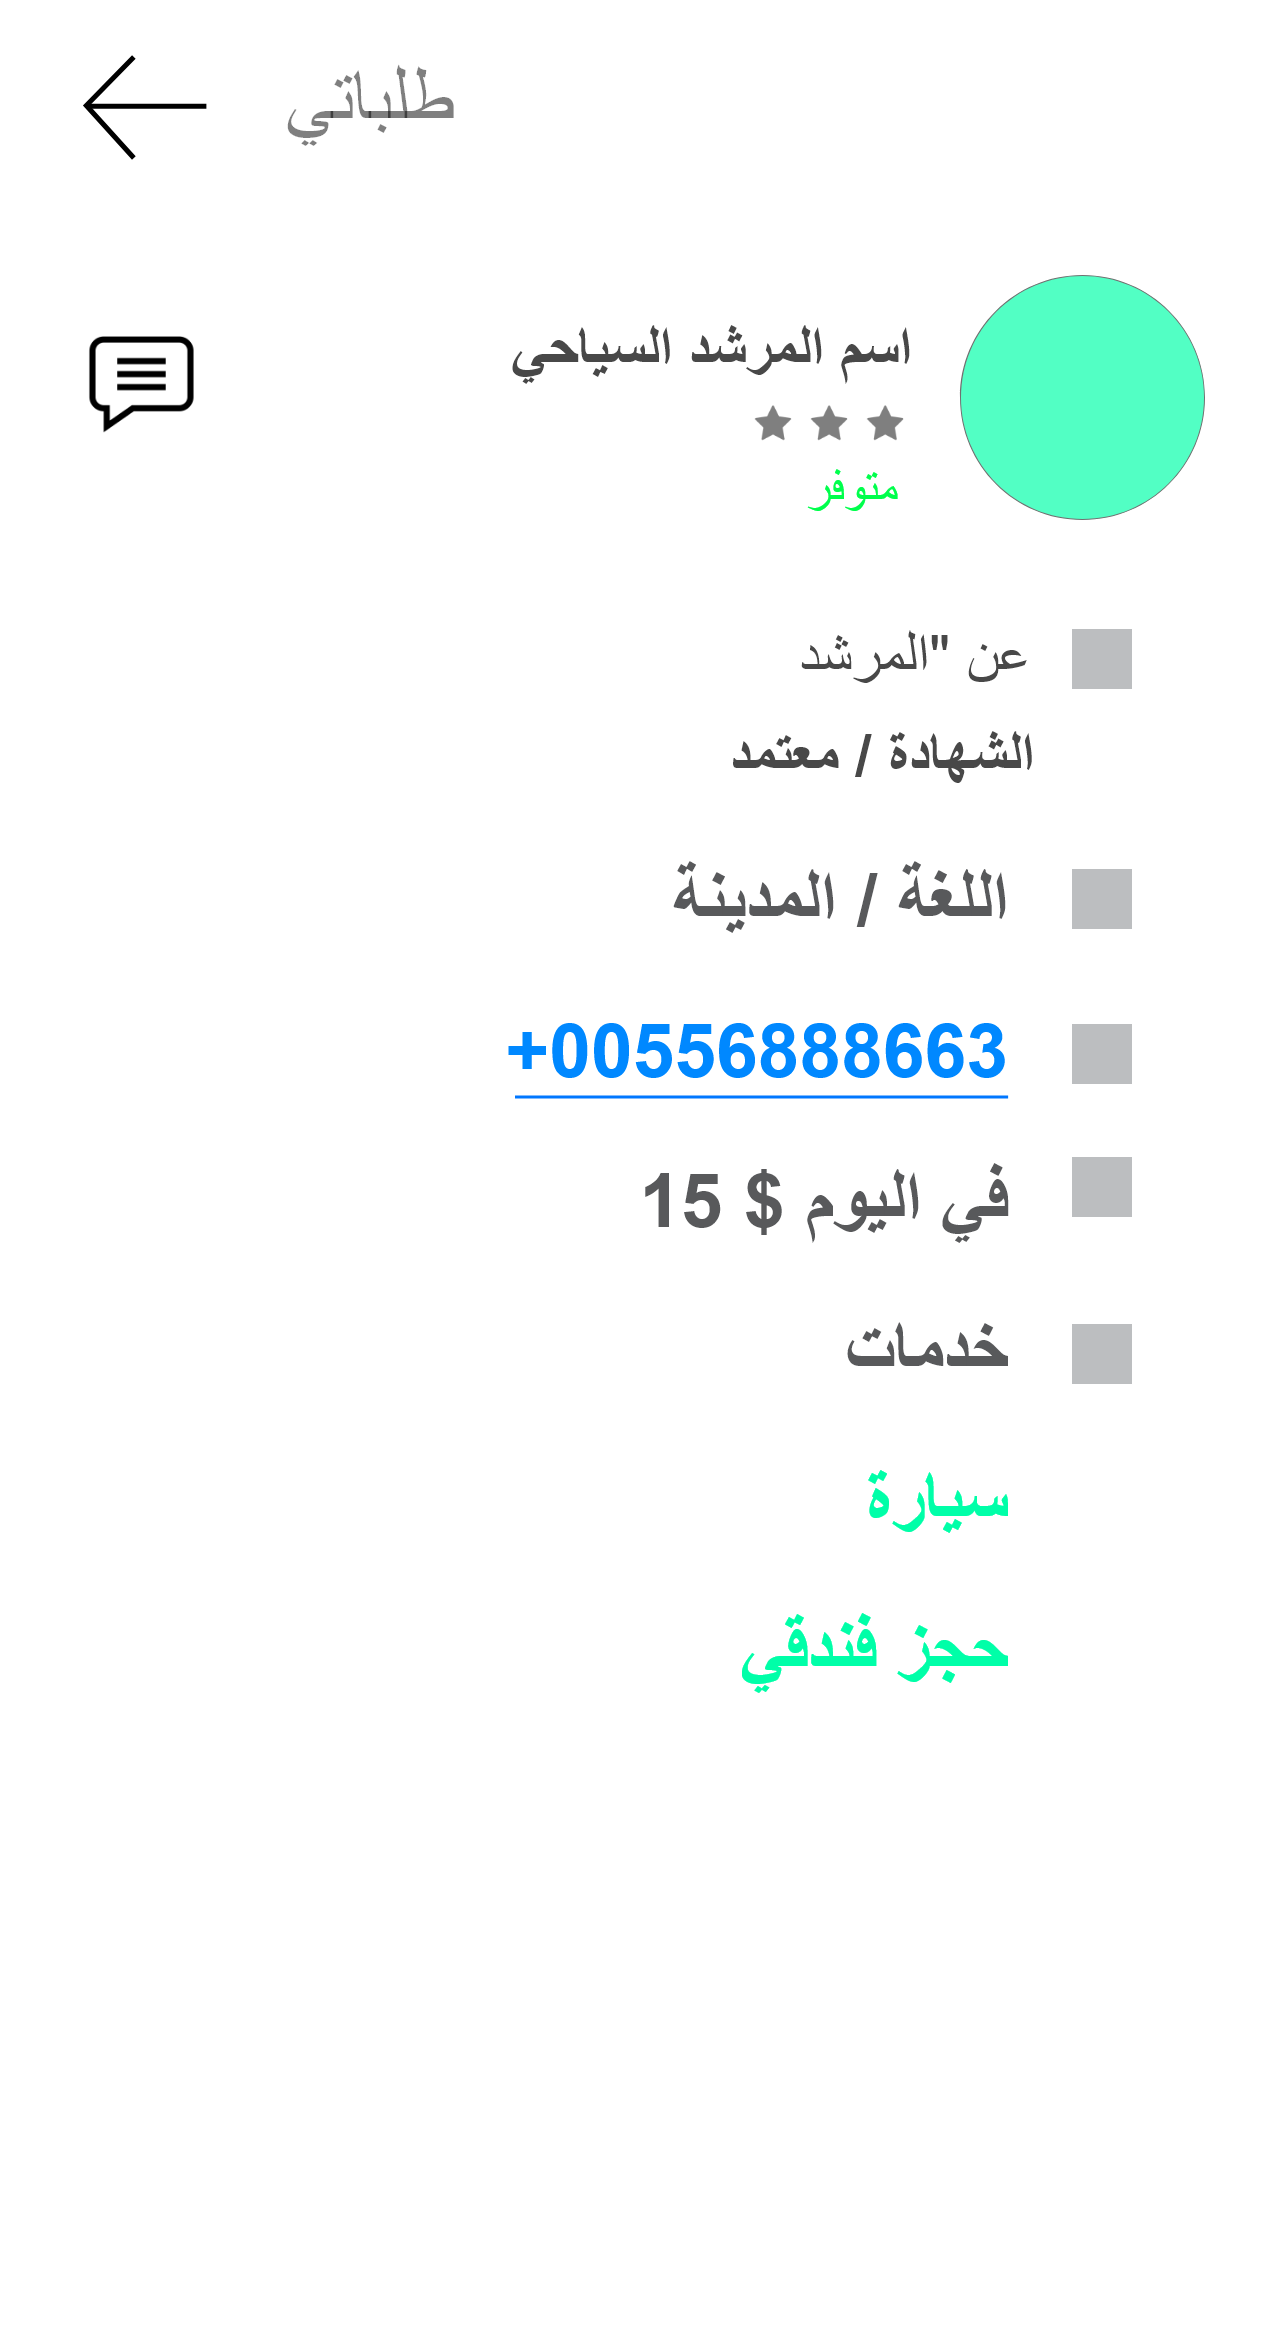 طلباتي
اسم المرشد السياحي
متوفر
عن "المرشد
الشهادة / معتمد
اللغة / المدينة
+00556888663
في اليوم $ 15
خدمات
سيارة
حجز فندقي